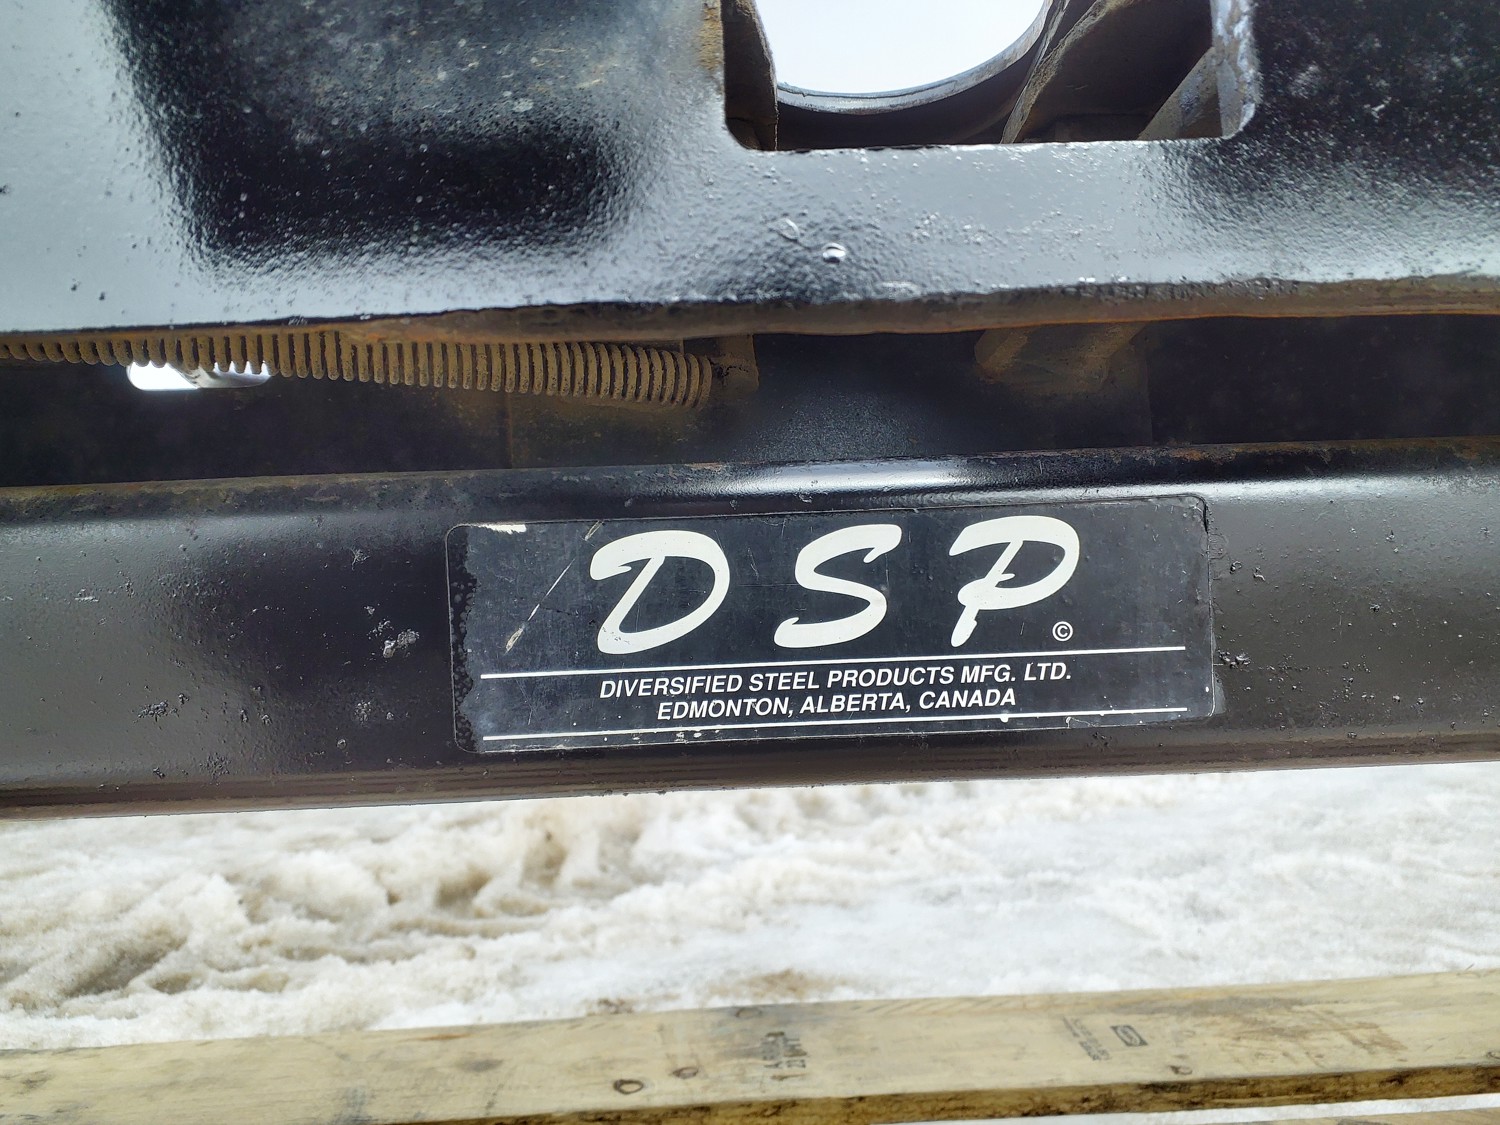 DSP
©
DIVERSIFIED STEEL PRODUCTS MFG. LTD.
EDMONTON, ALBERTA, CANADA